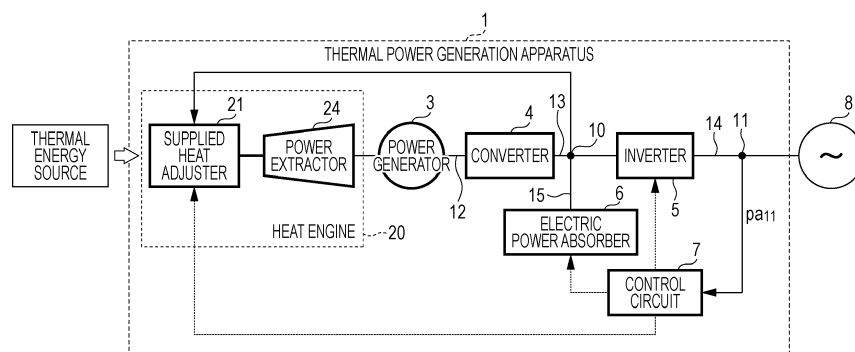 1
THERMAL POWER GENERATION APPARATUS
21
24
3
4
13
10
14
11
8
THERMAL
ENERGY
SOURCE
SUPPLIED
HEAT
ADJUSTER
POWER
EXTRACTOR
POWER
GENERATOR
CONVERTER
INVERTER
~
12
15
6
5
HEAT ENGINE
20
ELECTRIC
POWER ABSORBER
pa11
7
CONTROL
CIRCUIT